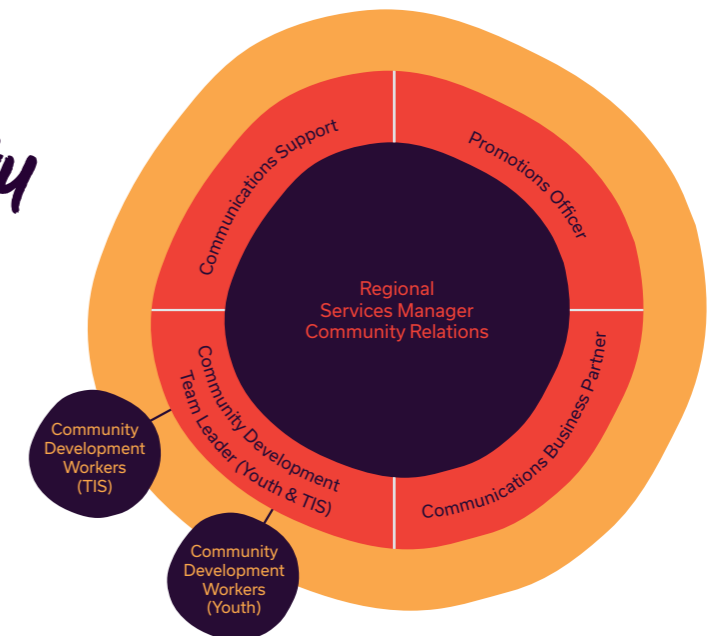 Communications Support
Promotions Officer
Regional
Services Manager
Community Relations
Community Development
Team Leader (Youth & TIS)
Communications Business Partner
Community
Development
Workers
(TIS)
Community
Development
Workers
(Youth)